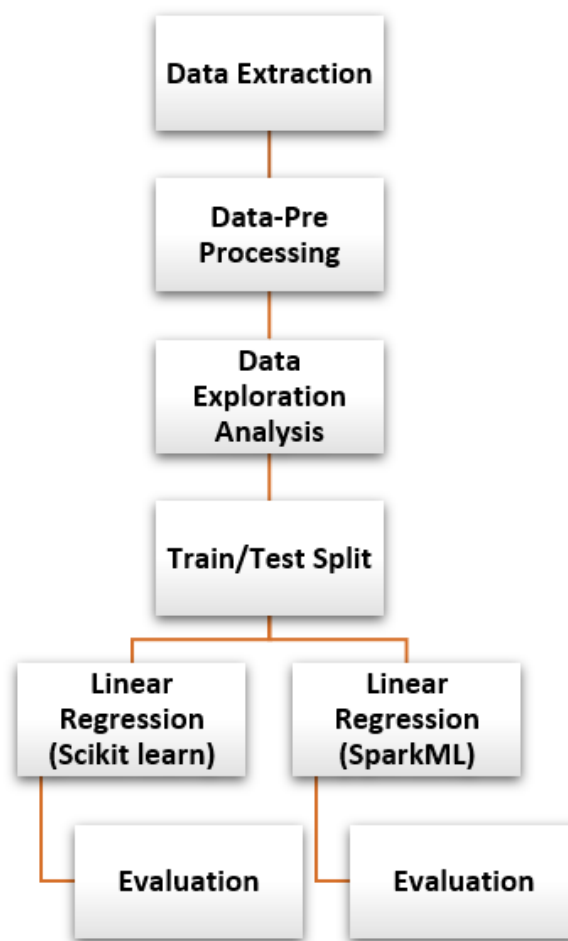 Data Extraction
Data-Pre
Processing
Data
Exploration
Analysis
Train/Test Split
Linear
Regression
(Scikit learn)
Linear
Regression
(SparkML)
Evaluation
Evaluation